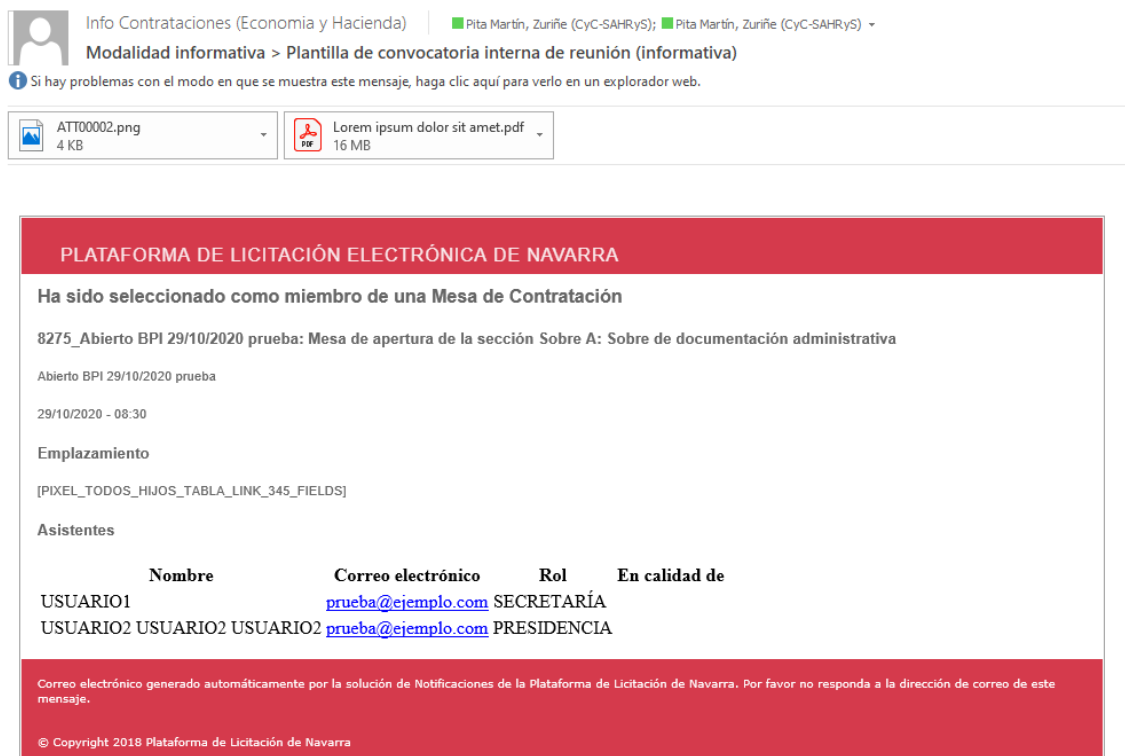 Info Contrataciones (Economia y Hacienda) Pita Martín, Zuriñe (CyC-SAHRyS); Pita Martín, Zuriñe (CyC-SAHRyS)
Modalidad informativa > Plantilla de convocatoria interna de reunión (informativa)
Si hay problemas con el modo en que se muestra este mensaje, haga clic aquí para verlo en un explorador web.
ATT00002.png
4 KB
PDF
Lorem ipsum dolor sit amet.pdf
16 MB
PLATAFORMA DE LICITACIÓN ELECTRÓNICA DE NAVARRA
Ha sido seleccionado como miembro de una Mesa de Contratación
8275_Abierto BPI 29/10/2020 prueba: Mesa de apertura de la sección Sobre A: Sobre de documentación administrativa
Abierto BPI 29/10/2020 prueba
29/10/2020 - 08:30
Emplazamiento
[PIXEL_TODOS_HIJOS_TABLA_LINK_345_FIELDS]
Asistentes
Nombre Correo electrónico Rol En calidad de
USUARIO1 prueba@ejemplo.com SECRETARÍA
USUARIO2 USUARIO2 USUARIO2 prueba@ejemplo.com PRESIDENCIA
Correo electrónico generado automáticamente por la solución de Notificaciones de la Plataforma de Licitación de Navarra. Por favor no responda a la dirección de correo de este
mensaje.
© Copyright 2018 Plataforma de Licitación de Navarra